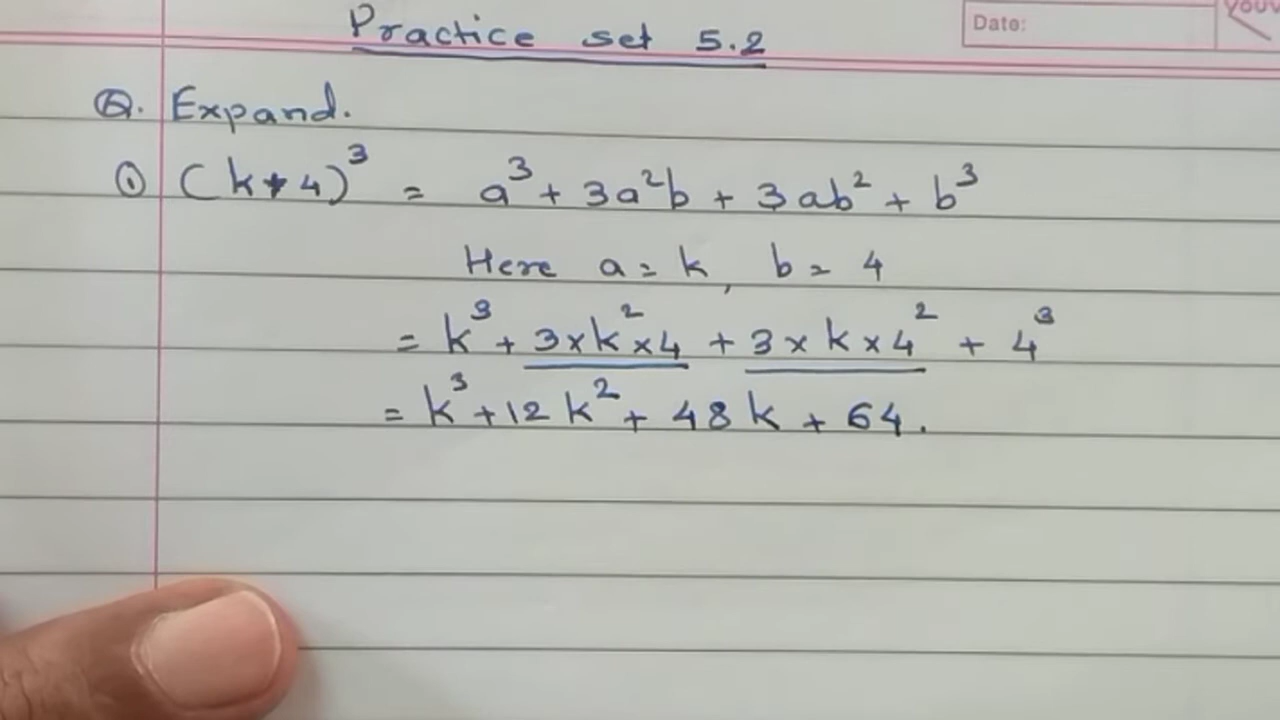 Practice set 5.2
Date:
Q. Expand.
① (k+4)³ = a³ + 3a²b + 3ab² + b³
Here a = k, b = 4
= k³ + 3×k²×4 + 3×k×4² + 4³
= k³ + 12k² + 48k + 64.